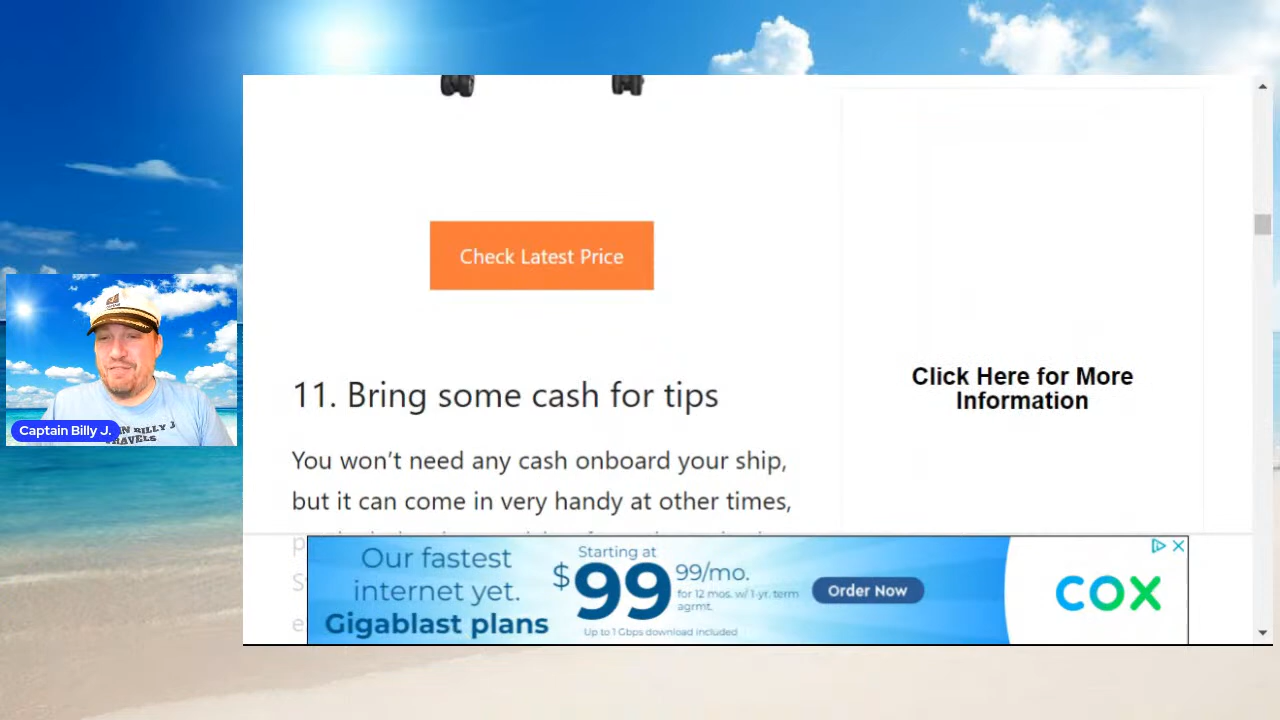 Check Latest Price
11. Bring some cash for tips
You won't need any cash onboard your ship,
but it can come in very handy at other times,
Click Here for More
Information
Our fastest
internet yet.
Gigablast plans
Starting at
$99 99/mo.
for 12 mos. w/ 1-yr. term
agrmt.
Up to 1 Gbps download included
Order Now
COX
Captain Billy J.
BILLY J